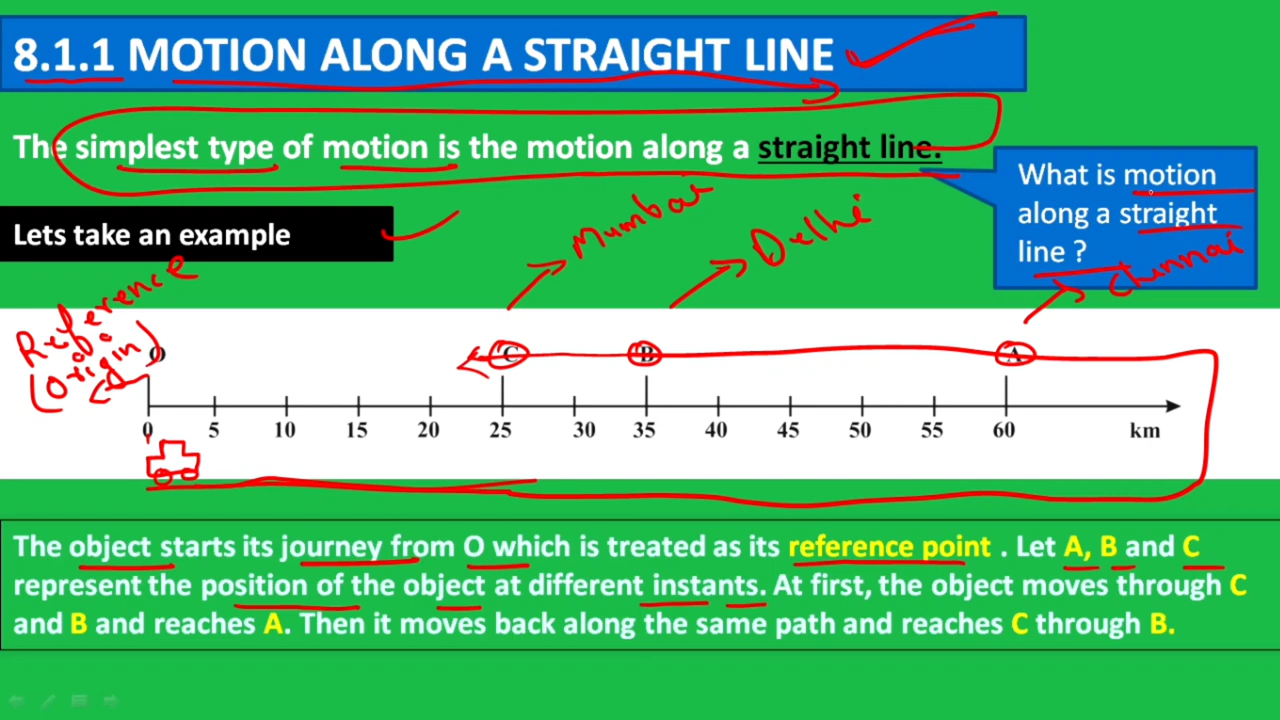 8.1.1 MOTION ALONG A STRAIGHT LINE
The simplest type of motion is the motion along a straight line.
What is motion
along a straight
line ?
Lets take an example
Mumbai
Delhi
Chinnai
Reference
(Origin)
O
C
B
A
0 5 10 15 20 25 30 35 40 45 50 55 60 km
The object starts its journey from O which is treated as its reference point . Let A, B and C
represent the position of the object at different instants. At first, the object moves through C
and B and reaches A. Then it moves back along the same path and reaches C through B.